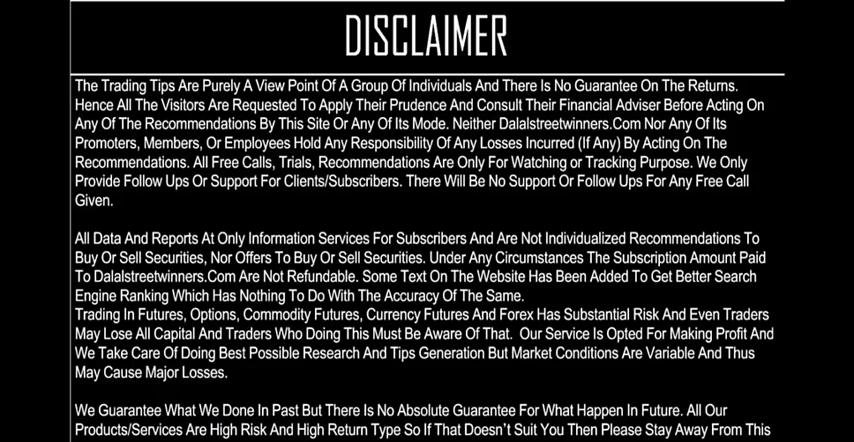 DISCLAIMER
The Trading Tips Are Purely A View Point Of A Group Of Individuals And There Is No Guarantee On The Returns.
Hence All The Visitors Are Requested To Apply Their Prudence And Consult Their Financial Adviser Before Acting On
Any Of The Recommendations By This Site Or Any Of Its Mode. Neither Dalalstreetwinners.Com Nor Any Of Its
Promoters, Members, Or Employees Hold Any Responsibility Of Any Losses Incurred (If Any) By Acting On The
Recommendations. All Free Calls, Trials, Recommendations Are Only For Watching or Tracking Purpose. We Only
Provide Follow Ups Or Support For Clients/Subscribers. There Will Be No Support Or Follow Ups For Any Free Call
Given.
All Data And Reports At Only Information Services For Subscribers And Are Not Individualized Recommendations To
Buy Or Sell Securities, Nor Offers To Buy Or Sell Securities. Under Any Circumstances The Subscription Amount Paid
To Dalalstreetwinners.Com Are Not Refundable. Some Text On The Website Has Been Added To Get Better Search
Engine Ranking Which Has Nothing To Do With The Accuracy Of The Same.
Trading In Futures, Options, Commodity Futures, Currency Futures And Forex Has Substantial Risk And Even Traders
May Lose All Capital And Traders Who Doing This Must Be Aware Of That. Our Service Is Opted For Making Profit And
We Take Care Of Doing Best Possible Research And Tips Generation But Market Conditions Are Variable And Thus
May Cause Major Losses.
We Guarantee What We Done In Past But There Is No Absolute Guarantee For What Happen In Future. All Our
Products/Services Are High Risk And High Return Type So If That Doesn't Suit You Then Please Stay Away From This